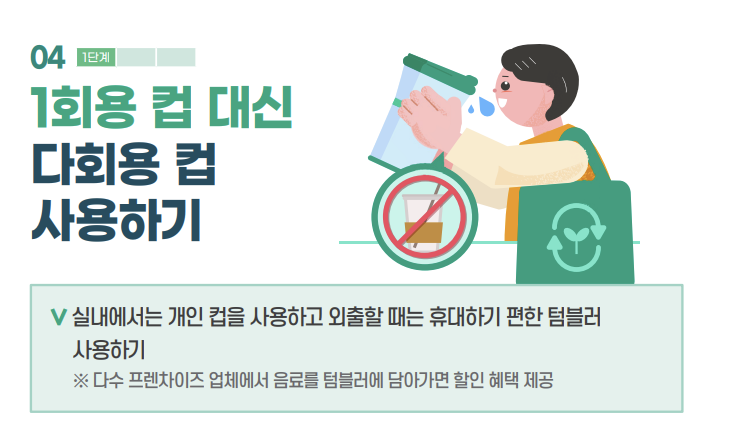 04 1단계
1회용 컵 대신
다회용 컵
사용하기
V 실내에서는 개인 컵을 사용하고 외출할 때는 휴대하기 편한 텀블러
사용하기
※ 다수 프렌차이즈 업체에서 음료를 텀블러에 담아가면 할인 혜택 제공